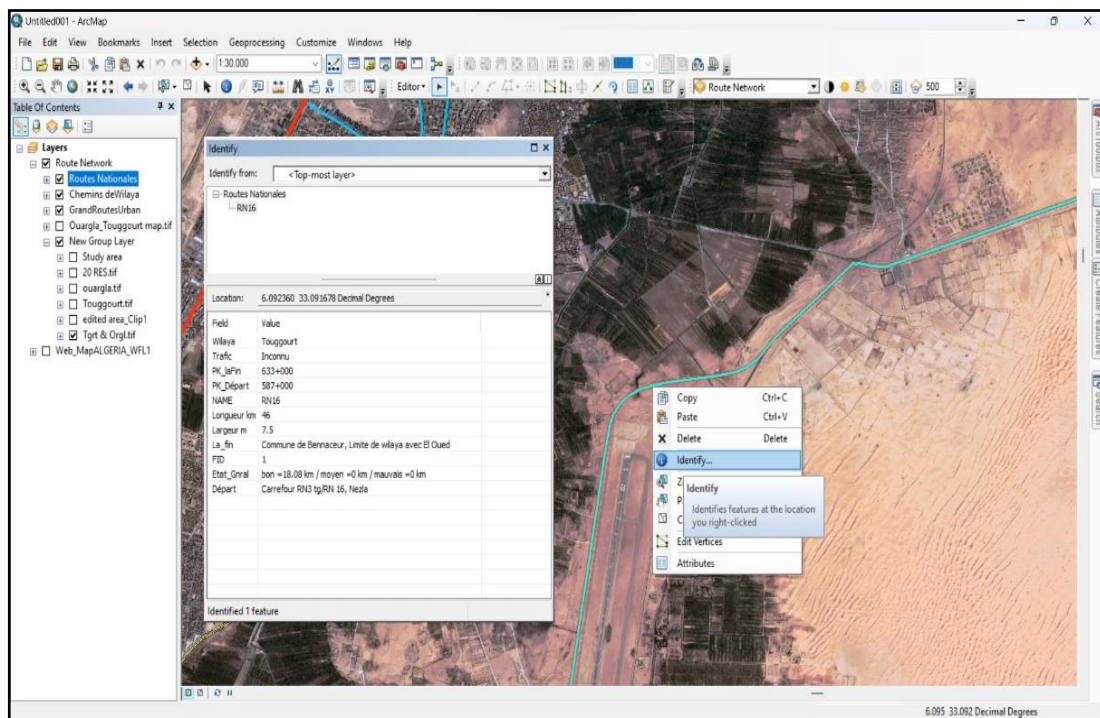 Untitled001 - ArcMap
File Edit View Bookmarks Insert Selection Geoprocessing Customize Windows Help
1:30.000
Editor
Route Network
500
Table Of Contents
Layers
Route Network
Routes Nationales
Chemins deWilaya
GrandRoutesUrban
Ouargla_Touggourt map.tif
New Group Layer
Study area
20 RES.tif
ouargla.tif
Touggourt.tif
edited area_Clip1
Tgrt & Orgl.tif
Web_MapALGERIA_WFL1
Identify
Identify from: <Top-most layer>
Routes Nationales
RN16
Location: 6.092360 33.091678 Decimal Degrees
Field Value
Wilaya Touggourt
Trafic Inconnu
PK_laFin 633+000
PK_Départ 587+000
NAME RN16
Longueur km 46
Largeur m 7.5
La_fin Commune de Bennaceur, Limite de wilaya avec El Oued
FID 1
Etat_Gnral bon =18.08 km / moyen =0 km / mauvais =0 km
Départ Carrefour RN3 tg/RN 16, Nezla
Identified 1 feature
Copy Ctrl+C
Paste Ctrl+V
Delete Delete
Identify...
Z
P
C
Identify
Identifies features at the location
you right-clicked
Edit Vertices
Attributes
ArcToolbox
Attributes
Create Features
Search
6.095 33.092 Decimal Degrees